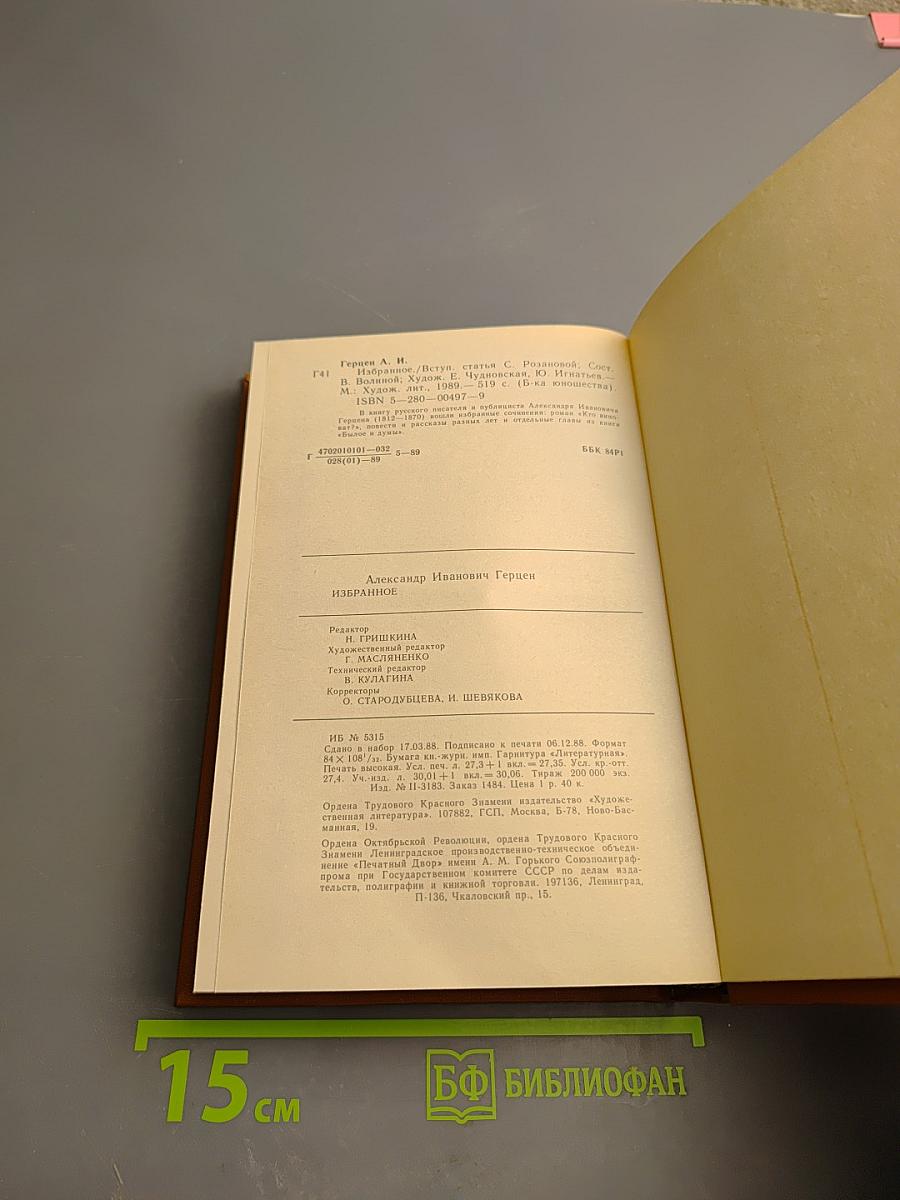 Герцен А. И.
Г41 Избранное./Вступ. статья С. Розановой; Сост.
В. Волиной; Худож. Е. Чудновская, Ю. Игнатьев.—
М.: Худож. лит., 1989.— 519 с. (Б-ка юношества).
ISBN 5—280—00497—9
В книгу русского писателя и публициста Александра Ивановича
Герцена (1812—1870) вошли избранные сочинения: роман «Кто вино-
ват?», повести и рассказы разных лет и отдельные главы из книги
«Былое и думы».
Г 4702010101—032
028(01)—89 5—89 ББК 84Р1
Александр Иванович Герцен
ИЗБРАННОЕ
Редактор
Н. ГРИШКИНА
Художественный редактор
Г. МАСЛЯНЕНКО
Технический редактор
В. КУЛАГИНА
Корректоры
О. СТАРОДУБЦЕВА, И. ШЕВЯКОВА
ИБ № 5315
Сдано в набор 17.03.88. Подписано к печати 06.12.88. Формат
84×108¹/₃₂. Бумага кн.-журн. имп. Гарнитура «Литературная».
Печать высокая. Усл. печ. л. 27,3+1 вкл.=27,35. Усл. кр.-отт.
27,4. Уч.-изд. л. 30,01+1 вкл.=30,06. Тираж 200 000 экз.
Изд. № II-3183. Заказ 1484. Цена 1 р. 40 к.
Ордена Трудового Красного Знамени издательство «Художе-
ственная литература». 107882, ГСП, Москва, Б-78, Ново-Бас-
манная, 19.
Ордена Октябрьской Революции, ордена Трудового Красного
Знамени Ленинградское производственно-техническое объеди-
нение «Печатный Двор» имени А. М. Горького Союзполиграф-
прома при Государственном комитете СССР по делам изда-
тельств, полиграфии и книжной торговли. 197136, Ленинград,
П-136, Чкаловский пр., 15.
15 см БФ БИБЛИОФАН